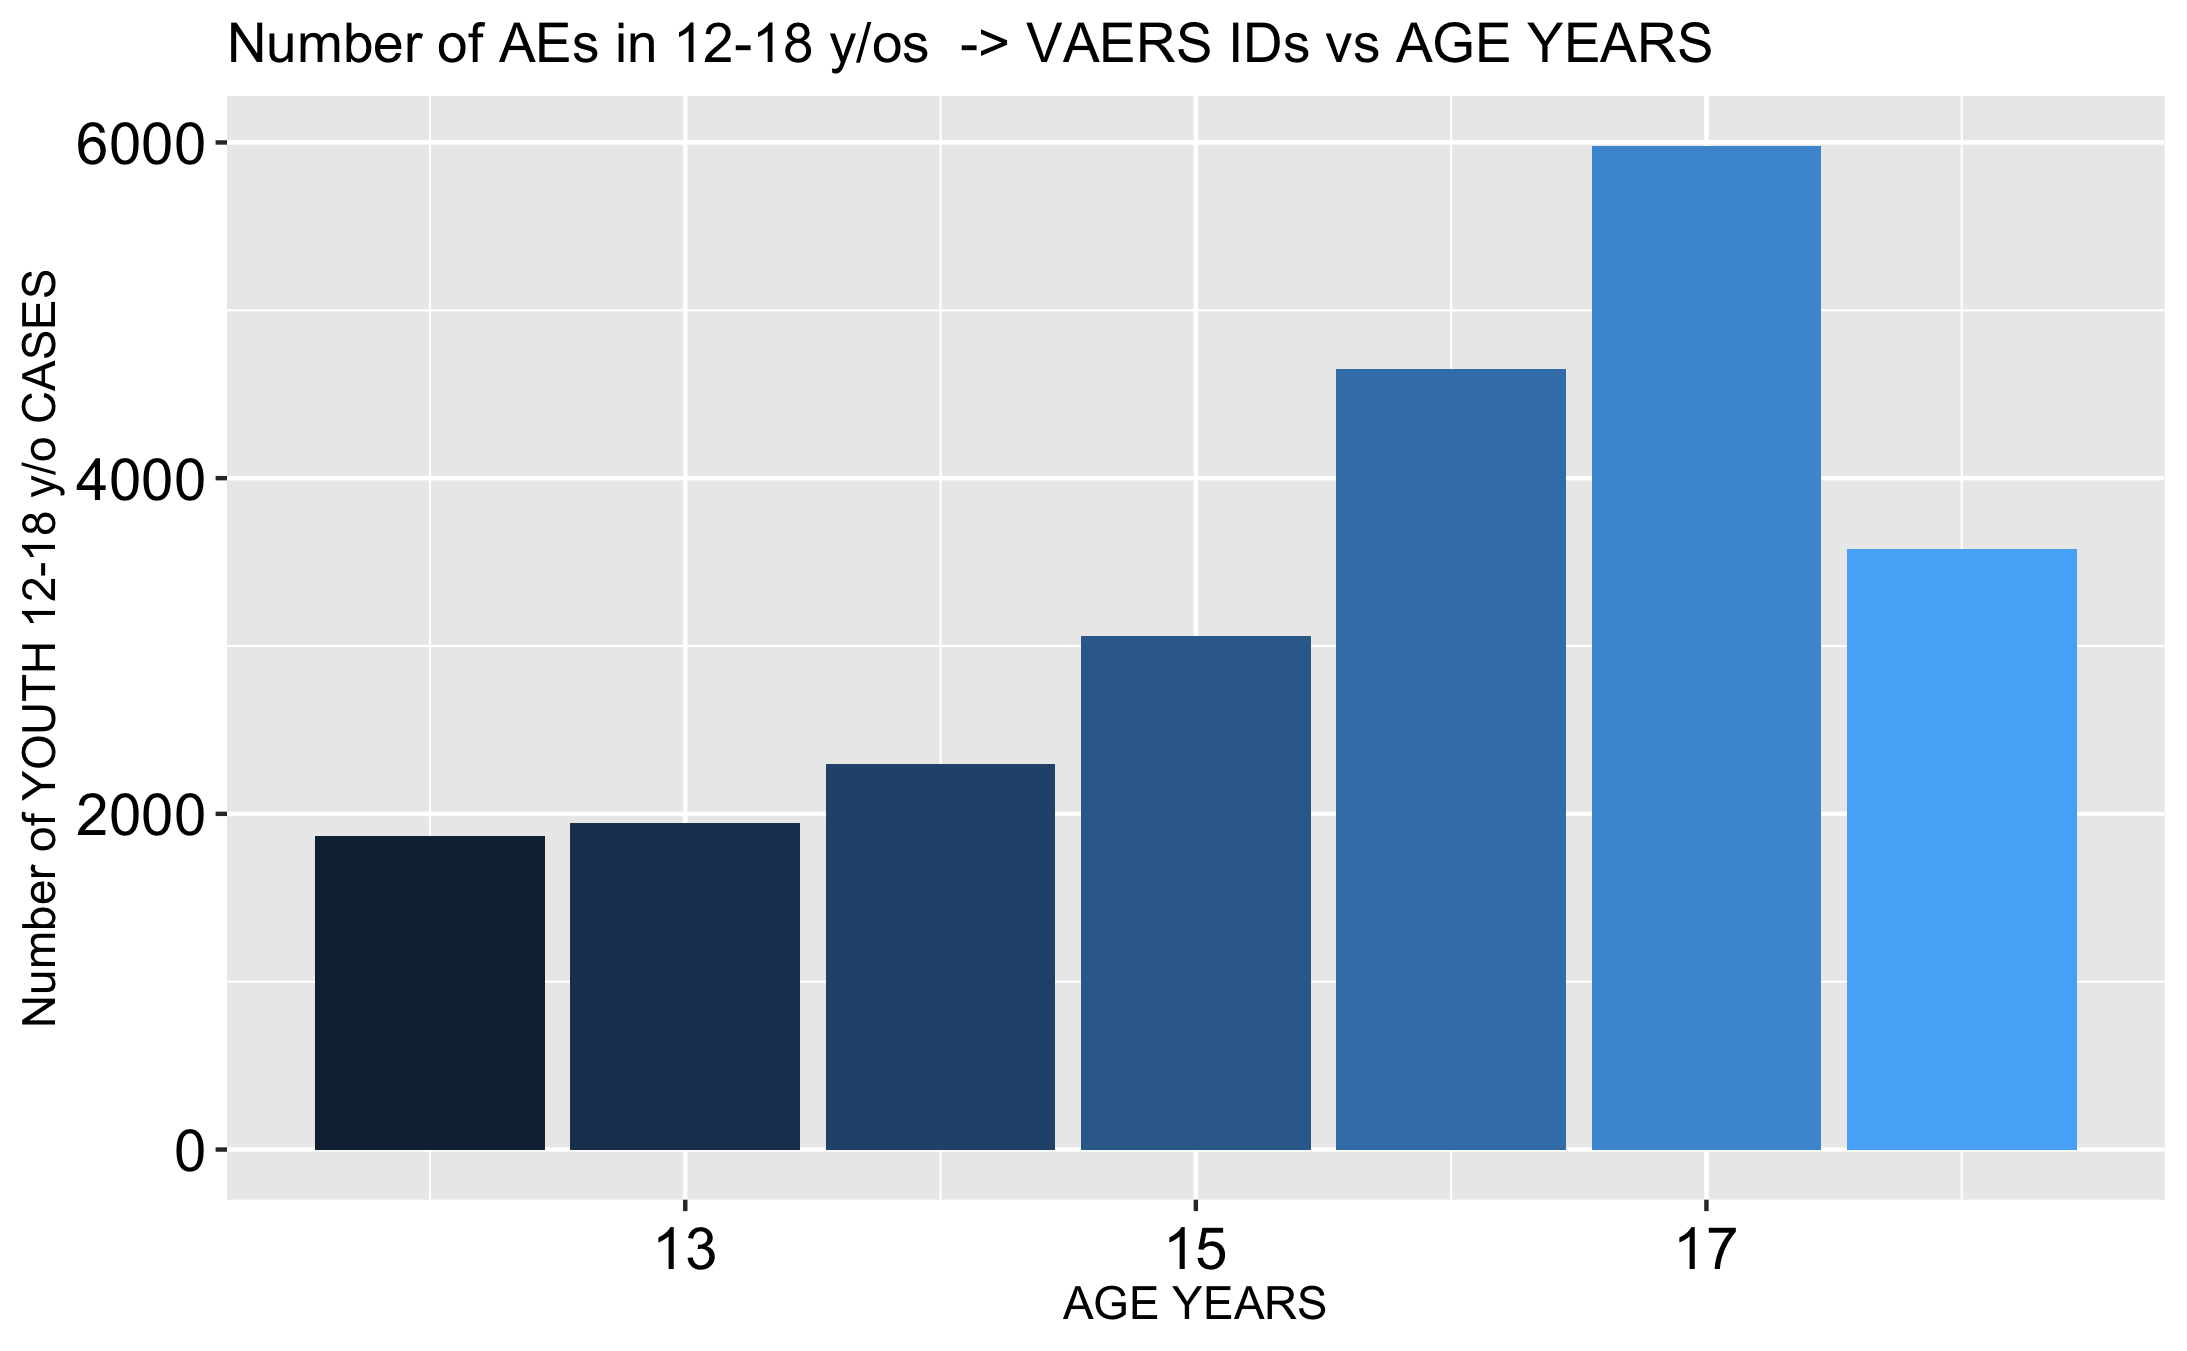 Number of AEs in 12-18 y/os  -> VAERS IDs vs AGE YEARS
Number of YOUTH 12-18 y/o CASES
6000
4000
2000
0
13
15
17
AGE YEARS